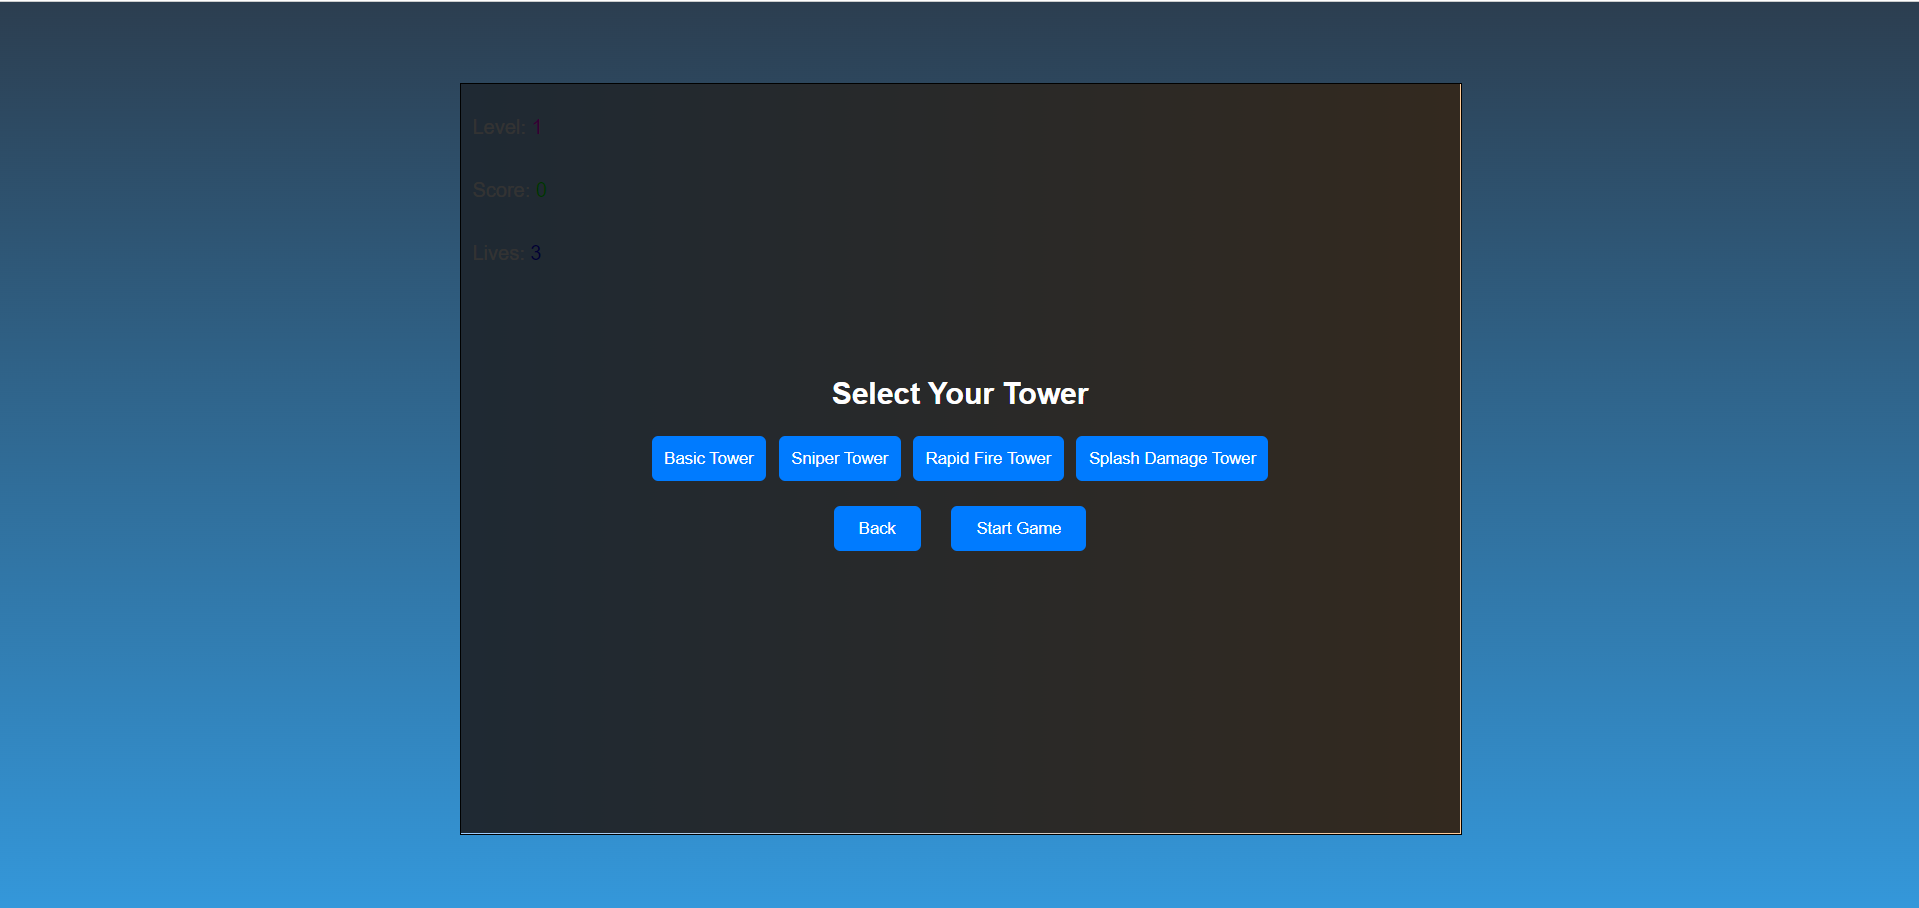 Level: 1
Score: 0
Lives: 3
Select Your Tower
Basic Tower Sniper Tower Rapid Fire Tower Splash Damage Tower
Back Start Game